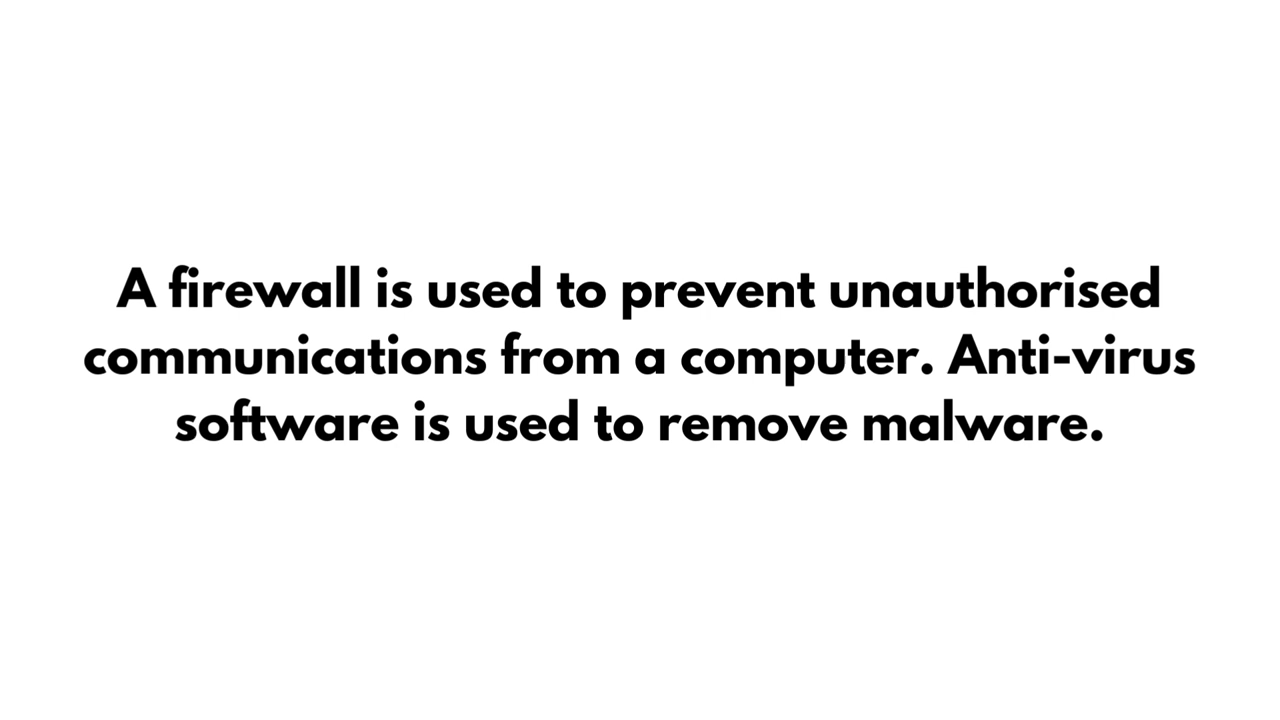 A firewall is used to prevent unauthorised
communications from a computer. Anti-virus
software is used to remove malware.